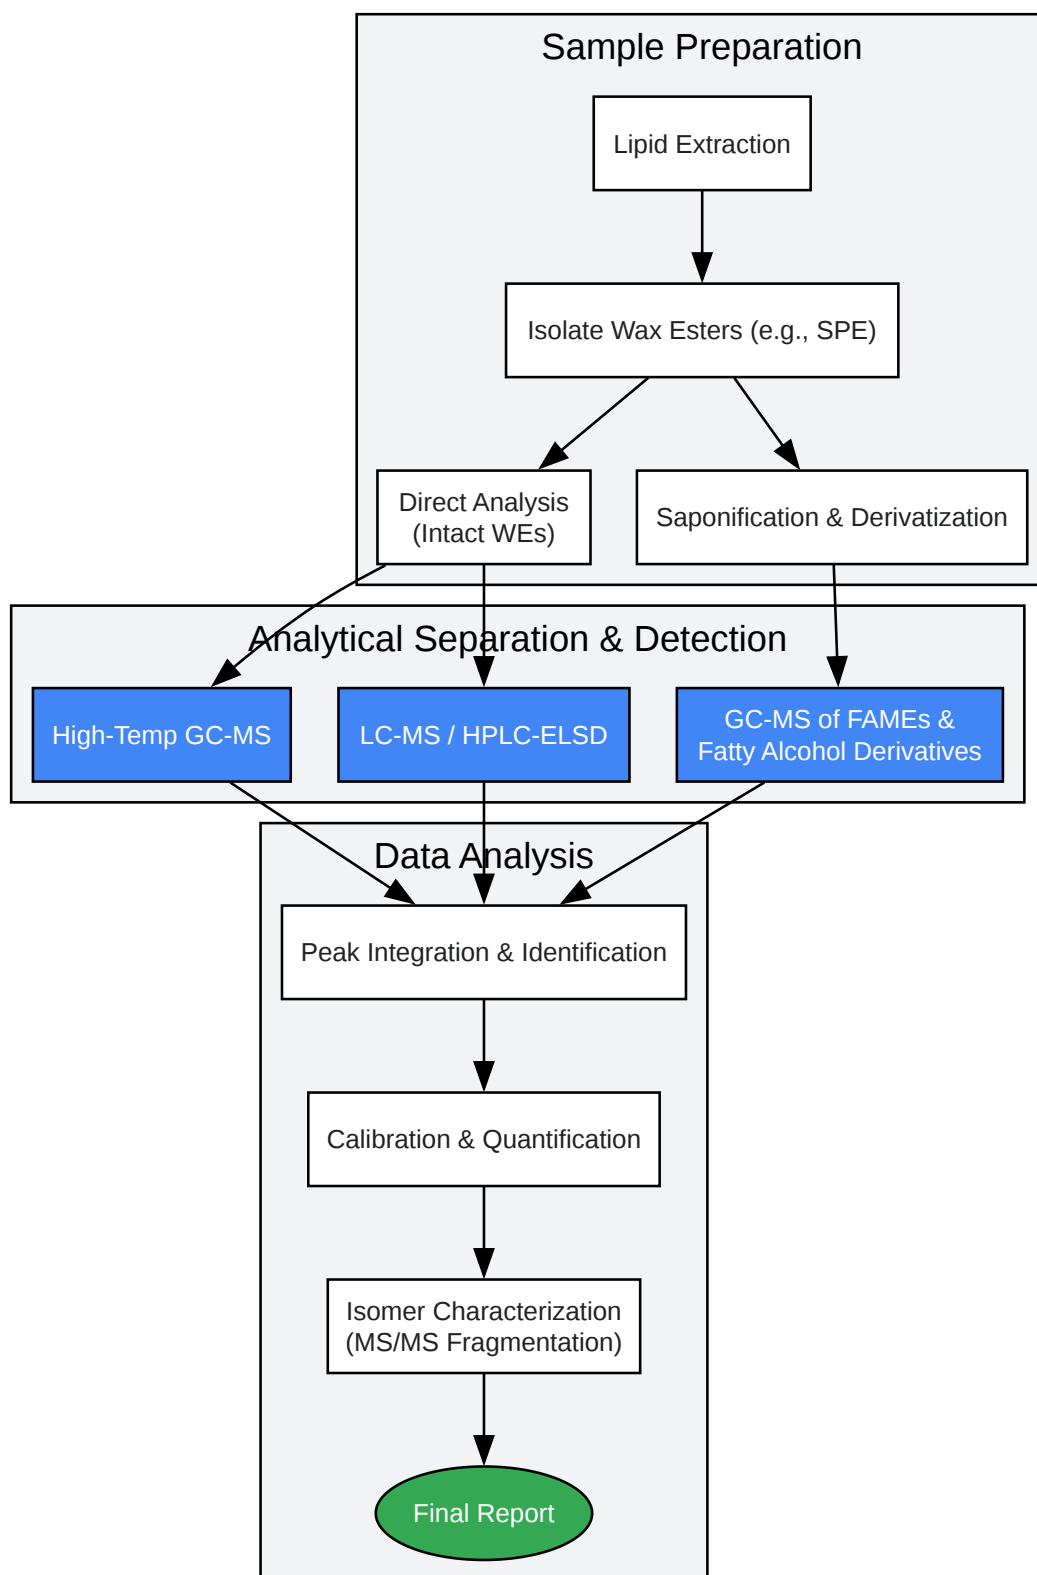 Sample Preparation
Lipid Extraction
Isolate Wax Esters (e.g., SPE)
Direct Analysis
(Intact WEs)
Saponification & Derivatization
Analytical Separation & Detection
High-Temp GC-MS
LC-MS / HPLC-ELSD
GC-MS of FAMEs &
Fatty Alcohol Derivatives
Data Analysis
Peak Integration & Identification
Calibration & Quantification
Isomer Characterization
(MS/MS Fragmentation)
Final Report